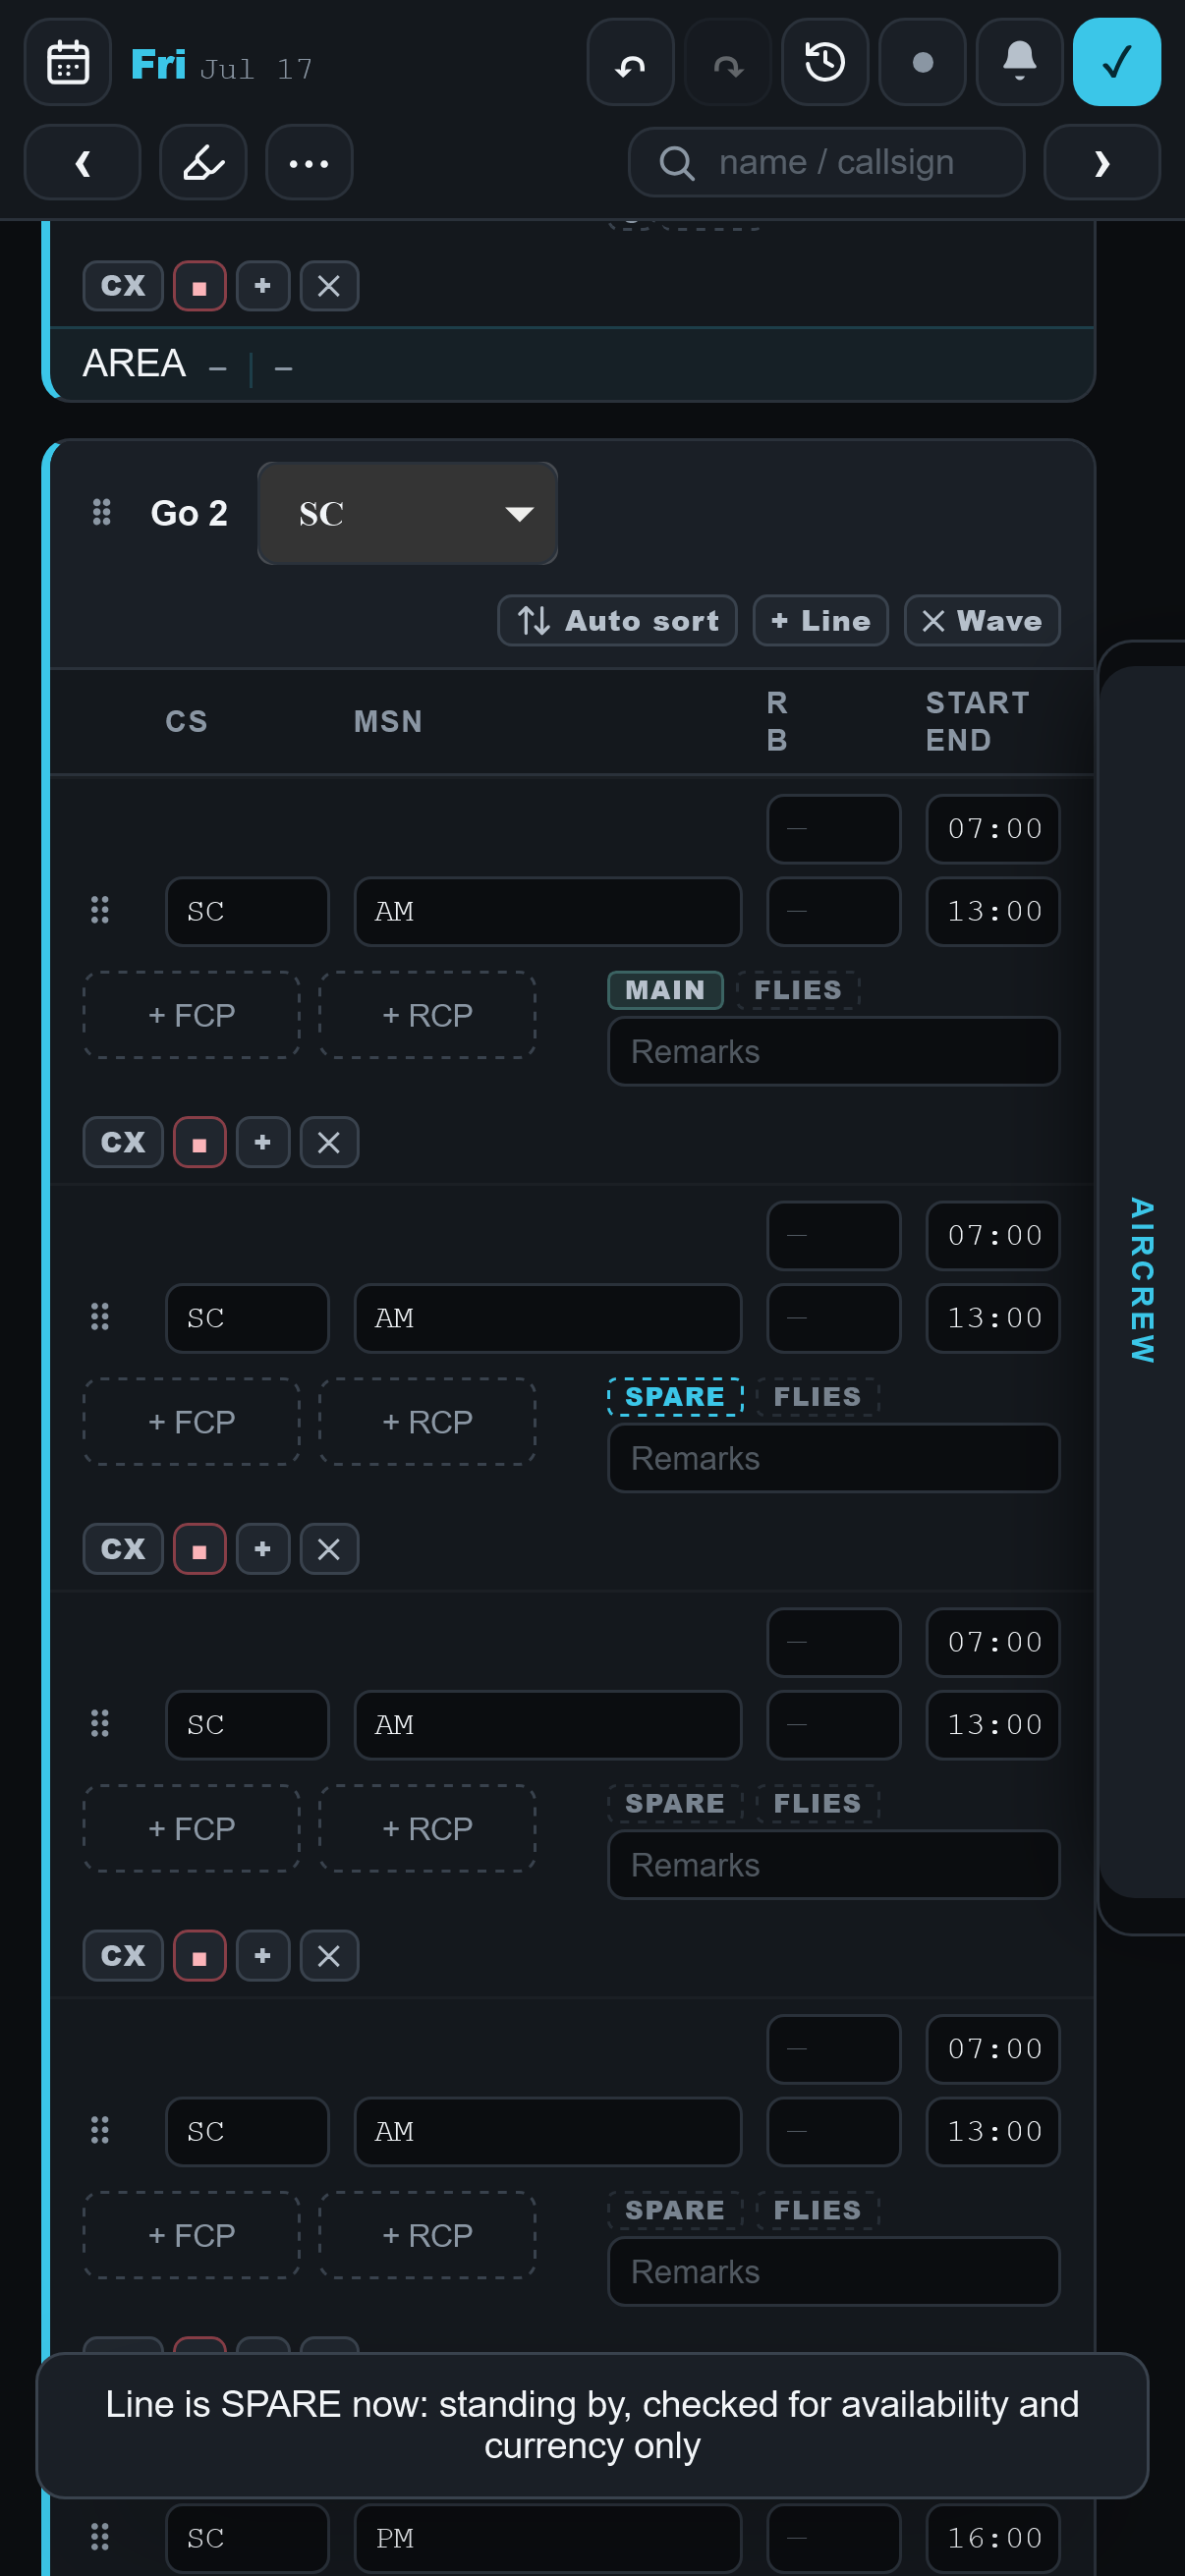 Fri Jul 17
name / callsign
CX + ×
AREA – | –
Go 2 SC
Auto sort + Line × Wave
CS MSN R B START END
— 07:00
SC AM — 13:00
+ FCP + RCP MAIN FLIES
Remarks
CX + ×
— 07:00
SC AM — 13:00
+ FCP + RCP SPARE FLIES
Remarks
CX + ×
— 07:00
SC AM — 13:00
+ FCP + RCP SPARE FLIES
Remarks
CX + ×
— 07:00
SC AM — 13:00
+ FCP + RCP SPARE FLIES
Remarks
Line is SPARE now: standing by, checked for availability and
currency only
SC PM — 16:00
AIRCREW